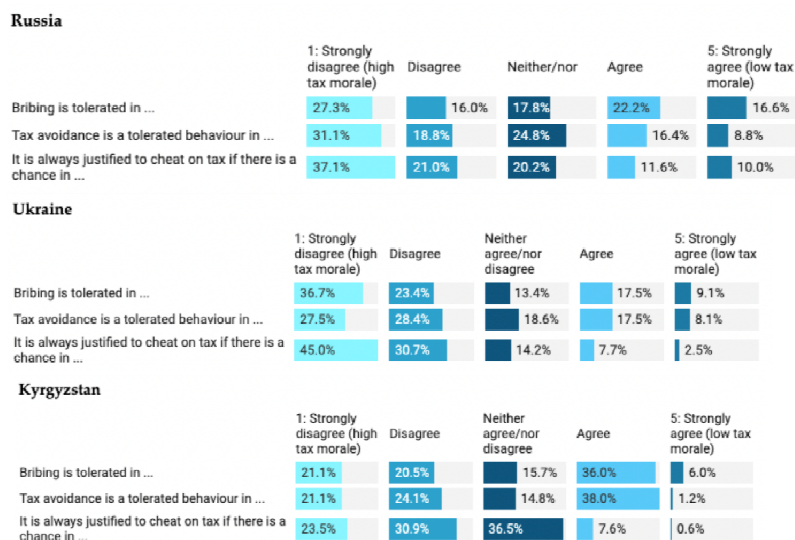 Russia
1: Strongly disagree (high tax morale) Disagree Neither/nor Agree 5: Strongly agree (low tax morale)
Bribing is tolerated in ... 27.3% 16.0% 17.8% 22.2% 16.6%
Tax avoidance is a tolerated behaviour in ... 31.1% 18.8% 24.8% 16.4% 8.8%
It is always justified to cheat on tax if there is a chance in ... 37.1% 21.0% 20.2% 11.6% 10.0%
Ukraine
1: Strongly disagree (high tax morale) Disagree Neither agree/nor disagree Agree 5: Strongly agree (low tax morale)
Bribing is tolerated in ... 36.7% 23.4% 13.4% 17.5% 9.1%
Tax avoidance is a tolerated behaviour in ... 27.5% 28.4% 18.6% 17.5% 8.1%
It is always justified to cheat on tax if there is a chance in ... 45.0% 30.7% 14.2% 7.7% 2.5%
Kyrgyzstan
1: Strongly disagree (high tax morale) Disagree Neither agree/nor disagree Agree 5: Strongly agree (low tax morale)
Bribing is tolerated in ... 21.1% 20.5% 15.7% 36.0% 6.0%
Tax avoidance is a tolerated behaviour in ... 21.1% 24.1% 14.8% 38.0% 1.2%
It is always justified to cheat on tax if there is a chance in ... 23.5% 30.9% 36.5% 7.6% 0.6%